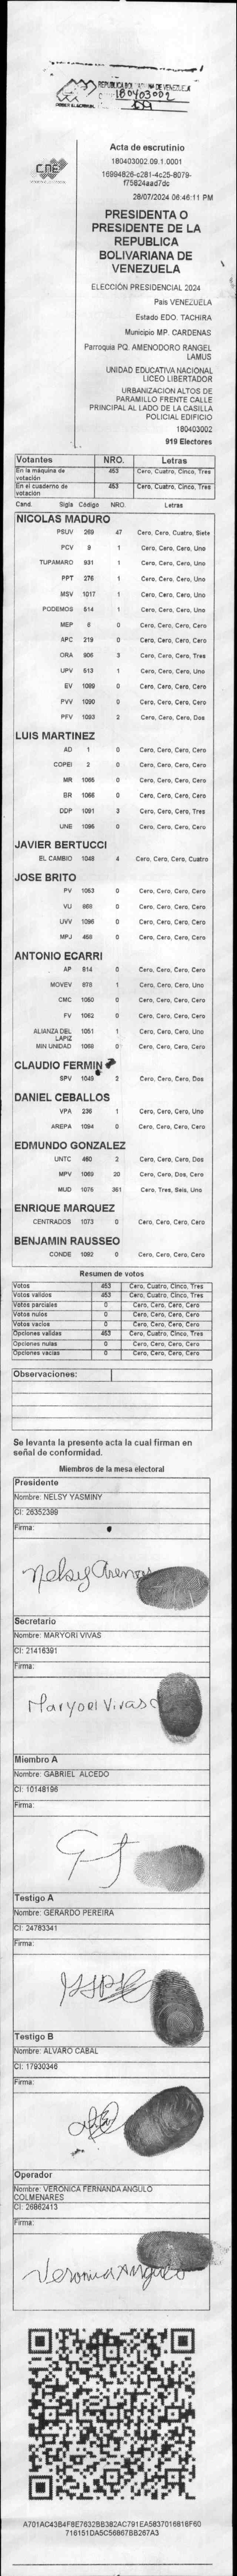 REPÚBLICA BOLIVARIANA DE VENEZUELA
180403002
PODER ELECTORAL
CNE
Acta de escrutinio
180403002.09.1.0001
16994826-c281-4c25-8079-
f75824aad7dc
28/07/2024 06:46:11 PM
PRESIDENTA O
PRESIDENTE DE LA
REPUBLICA
BOLIVARIANA DE
VENEZUELA
ELECCIÓN PRESIDENCIAL 2024
País VENEZUELA
Estado EDO. TACHIRA
Municipio MP. CARDENAS
Parroquia PQ. AMENODORO RANGEL
LAMUS
UNIDAD EDUCATIVA NACIONAL
LICEO LIBERTADOR
URBANIZACION ALTOS DE
PARAMILLO FRENTE CALLE
PRINCIPAL AL LADO DE LA CASILLA
POLICIAL EDIFICIO
180403002
919 Electores
Votantes NRO. Letras
En la máquina de votación 453 Cero, Cuatro, Cinco, Tres
En el cuaderno de votación 453 Cero, Cuatro, Cinco, Tres
Cand. Sigla Código NRO. Letras
NICOLAS MADURO
PSUV 269 47 Cero, Cero, Cuatro, Siete
PCV 9 1 Cero, Cero, Cero, Uno
TUPAMARO 931 1 Cero, Cero, Cero, Uno
PPT 276 1 Cero, Cero, Cero, Uno
MSV 1017 1 Cero, Cero, Cero, Uno
PODEMOS 514 1 Cero, Cero, Cero, Uno
MEP 6 0 Cero, Cero, Cero, Cero
APC 219 0 Cero, Cero, Cero, Cero
ORA 906 3 Cero, Cero, Cero, Tres
UPV 513 1 Cero, Cero, Cero, Uno
EV 1089 0 Cero, Cero, Cero, Cero
PVV 1090 0 Cero, Cero, Cero, Cero
PFV 1093 2 Cero, Cero, Cero, Dos
LUIS MARTINEZ
AD 1 0 Cero, Cero, Cero, Cero
COPEI 2 0 Cero, Cero, Cero, Cero
MR 1065 0 Cero, Cero, Cero, Cero
BR 1066 0 Cero, Cero, Cero, Cero
DDP 1091 3 Cero, Cero, Cero, Tres
UNE 1095 0 Cero, Cero, Cero, Cero
JAVIER BERTUCCI
EL CAMBIO 1048 4 Cero, Cero, Cero, Cuatro
JOSE BRITO
PV 1053 0 Cero, Cero, Cero, Cero
VU 868 0 Cero, Cero, Cero, Cero
UVV 1096 0 Cero, Cero, Cero, Cero
MPJ 458 0 Cero, Cero, Cero, Cero
ANTONIO ECARRI
AP 814 0 Cero, Cero, Cero, Cero
MOVEV 678 1 Cero, Cero, Cero, Uno
CMC 1050 0 Cero, Cero, Cero, Cero
FV 1062 0 Cero, Cero, Cero, Cero
ALIANZA DEL LAPIZ 1051 1 Cero, Cero, Cero, Uno
MIN UNIDAD 1088 0 Cero, Cero, Cero, Cero
CLAUDIO FERMIN
SPV 1049 2 Cero, Cero, Cero, Dos
DANIEL CEBALLOS
VPA 236 1 Cero, Cero, Cero, Uno
AREPA 1094 0 Cero, Cero, Cero, Cero
EDMUNDO GONZALEZ
UNTC 460 2 Cero, Cero, Cero, Dos
MPV 1069 20 Cero, Cero, Dos, Cero
MUD 1075 361 Cero, Tres, Seis, Uno
ENRIQUE MARQUEZ
CENTRADOS 1073 0 Cero, Cero, Cero, Cero
BENJAMIN RAUSSEO
CONDE 1082 0 Cero, Cero, Cero, Cero
Resumen de votos
Votos 453 Cero, Cuatro, Cinco, Tres
Votos validos 453 Cero, Cuatro, Cinco, Tres
Votos parciales 0 Cero, Cero, Cero, Cero
Votos nulos 0 Cero, Cero, Cero, Cero
Votos vacios 0 Cero, Cero, Cero, Cero
Opciones validas 453 Cero, Cuatro, Cinco, Tres
Opciones nulas 0 Cero, Cero, Cero, Cero
Opciones vacias 0 Cero, Cero, Cero, Cero
Observaciones:
Se levanta la presente acta la cual firman en
señal de conformidad.
Miembros de la mesa electoral
Presidente
Nombre: NELSY YASMINY
CI: 26352399
Firma:
Nelsy Arenas
Secretario
Nombre: MARYORI VIVAS
CI: 21416391
Firma:
Maryori Vivas
Miembro A
Nombre: GABRIEL ALCEDO
CI: 10148196
Firma:
Testigo A
Nombre: GERARDO PEREIRA
CI: 24783341
Firma:
Testigo B
Nombre: ALVARO CABAL
CI: 17930346
Firma:
Operador
Nombre: VERONICA FERNANDA ANGULO
COLMENARES
CI: 26862413
Firma:
Veronica Angulo
A701AC43B4F8E7632BB382AC791EA5B37016818F60
716151DA5C56867BB267A3